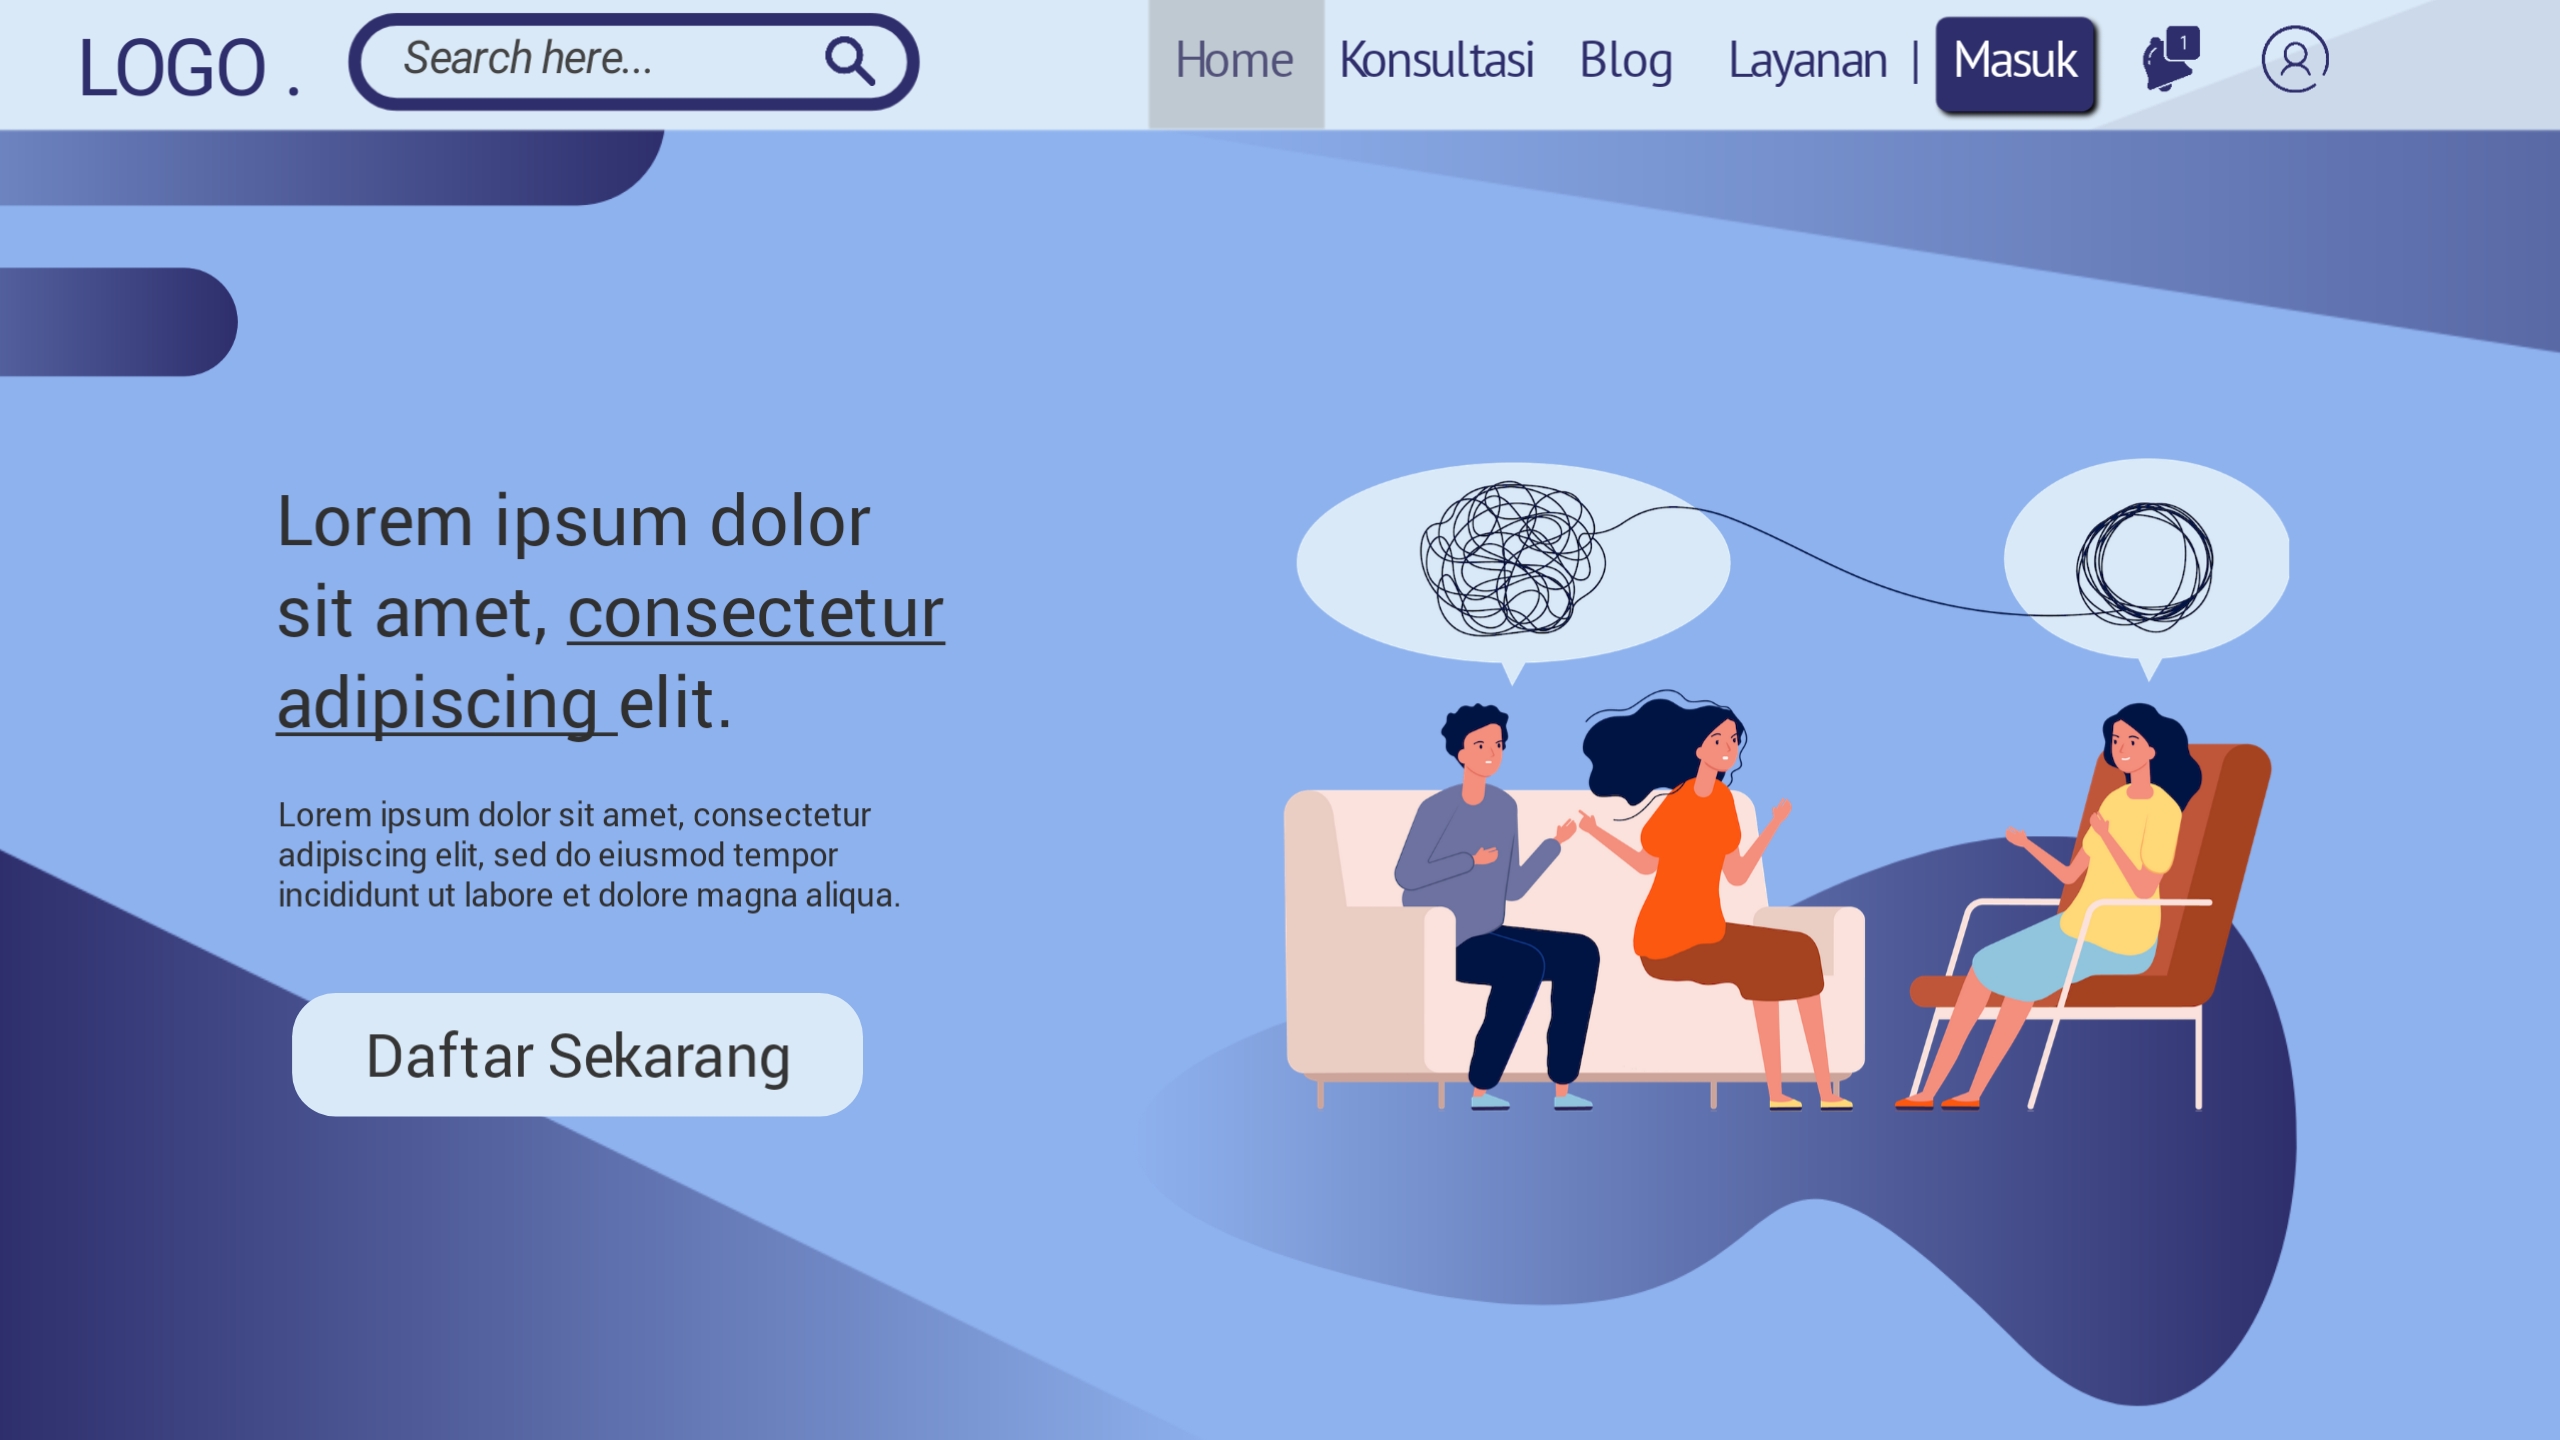 LOGO .
Search here...
Home Konsultasi Blog Layanan | Masuk
1
Lorem ipsum dolor
sit amet, consectetur
adipiscing elit.
Lorem ipsum dolor sit amet, consectetur
adipiscing elit, sed do eiusmod tempor
incididunt ut labore et dolore magna aliqua.
Daftar Sekarang